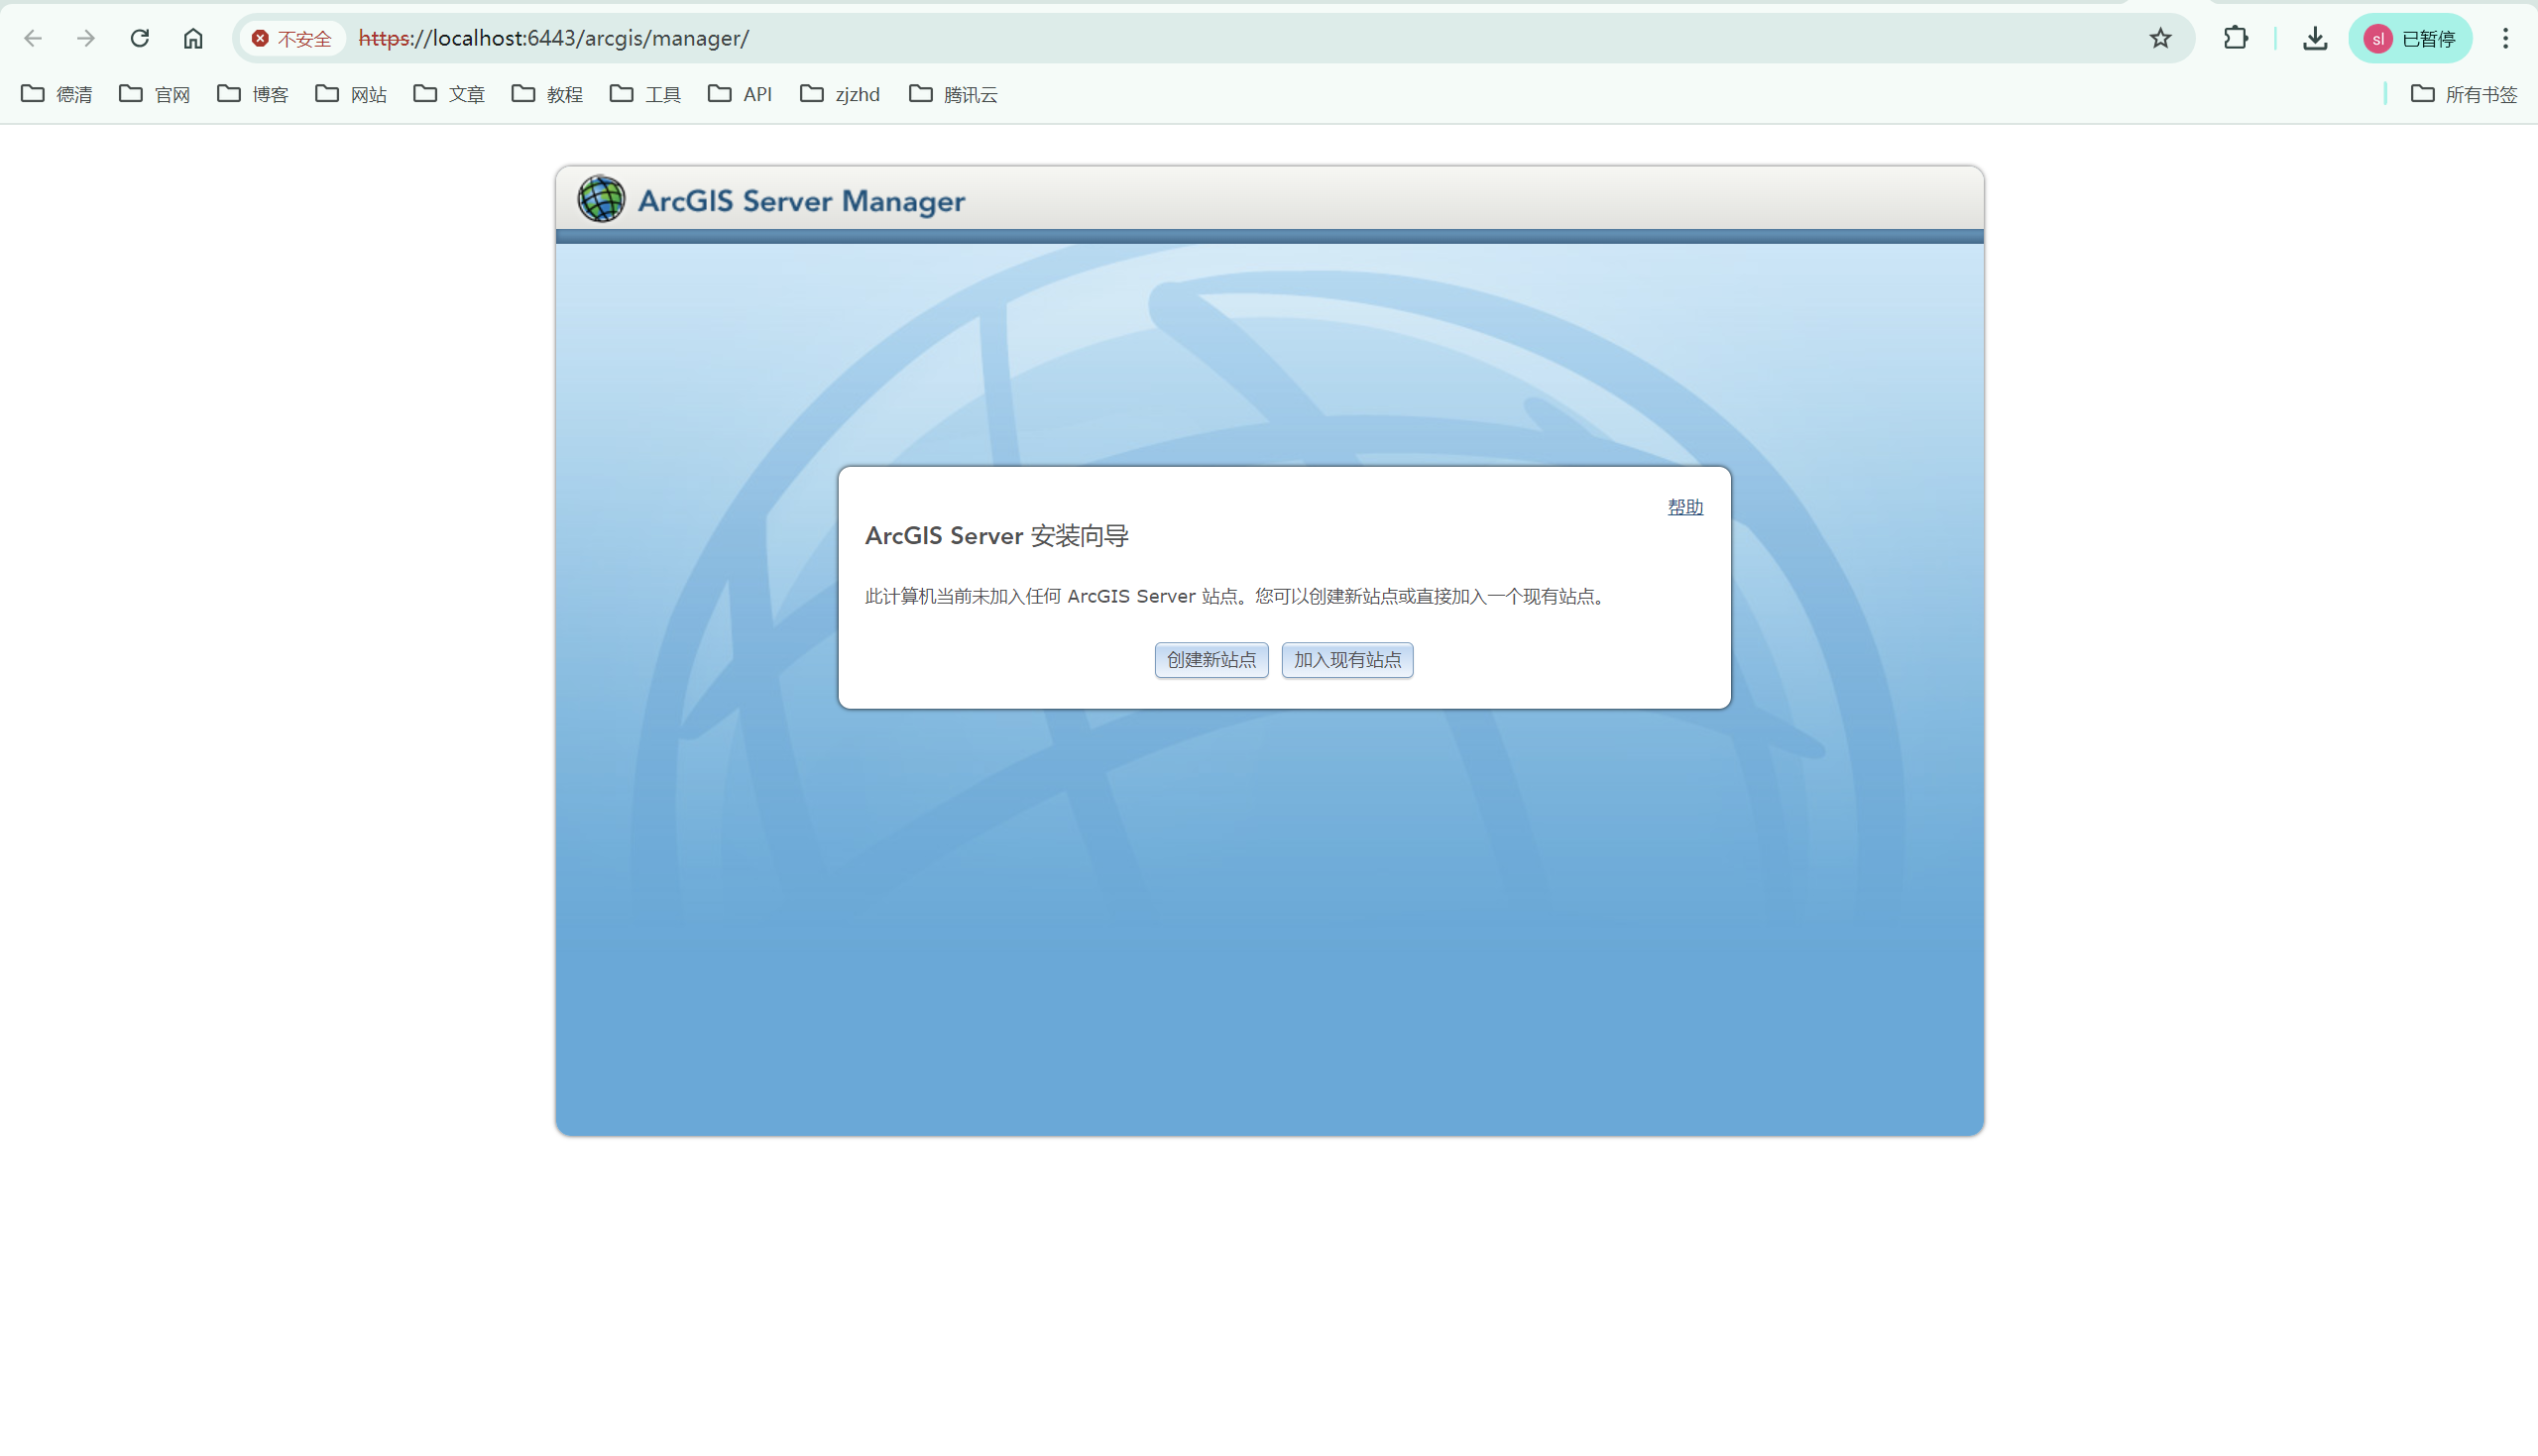 不安全 https://localhost:6443/arcgis/manager/ sl 已暂停
德清 官网 博客 网站 文章 教程 工具 API zjzhd 腾讯云 所有书签
ArcGIS Server Manager
帮助
ArcGIS Server 安装向导
此计算机当前未加入任何 ArcGIS Server 站点。您可以创建新站点或直接加入一个现有站点。
创建新站点 加入现有站点